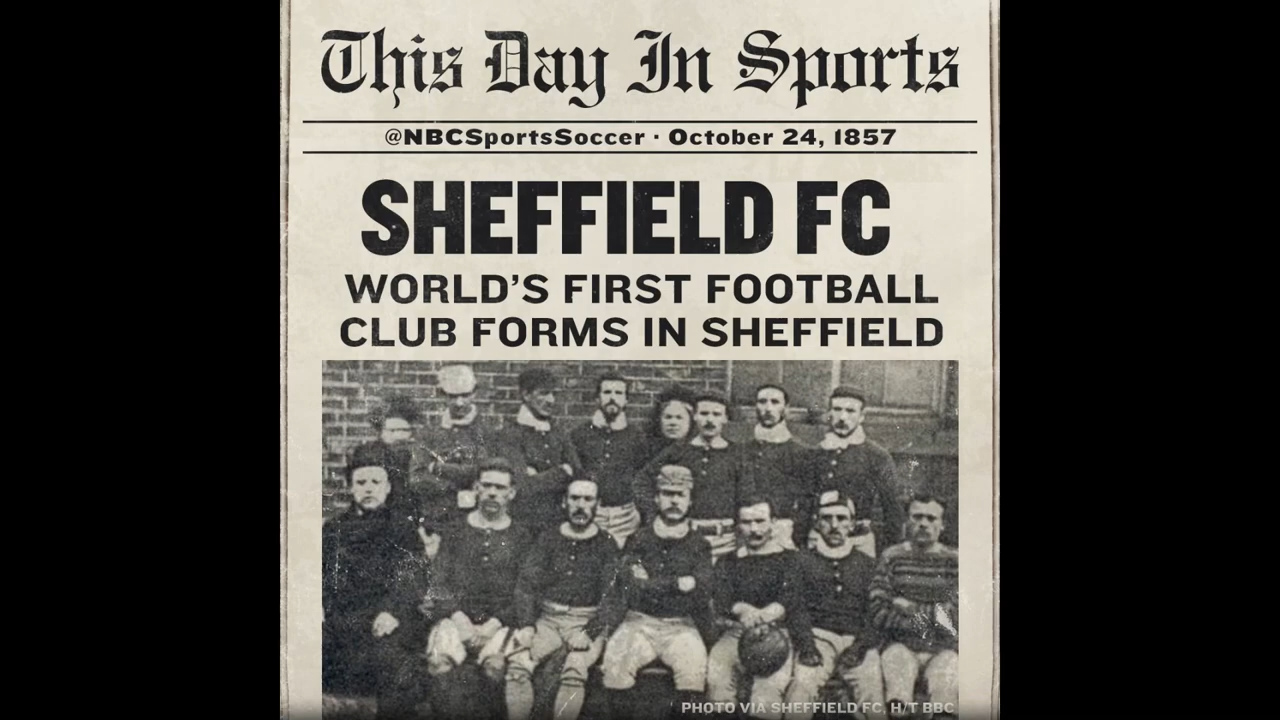 This Day In Sports
@NBCSportsSoccer · October 24, 1857
SHEFFIELD FC
WORLD'S FIRST FOOTBALL
CLUB FORMS IN SHEFFIELD
PHOTO VIA SHEFFIELD FC, H/T BBC